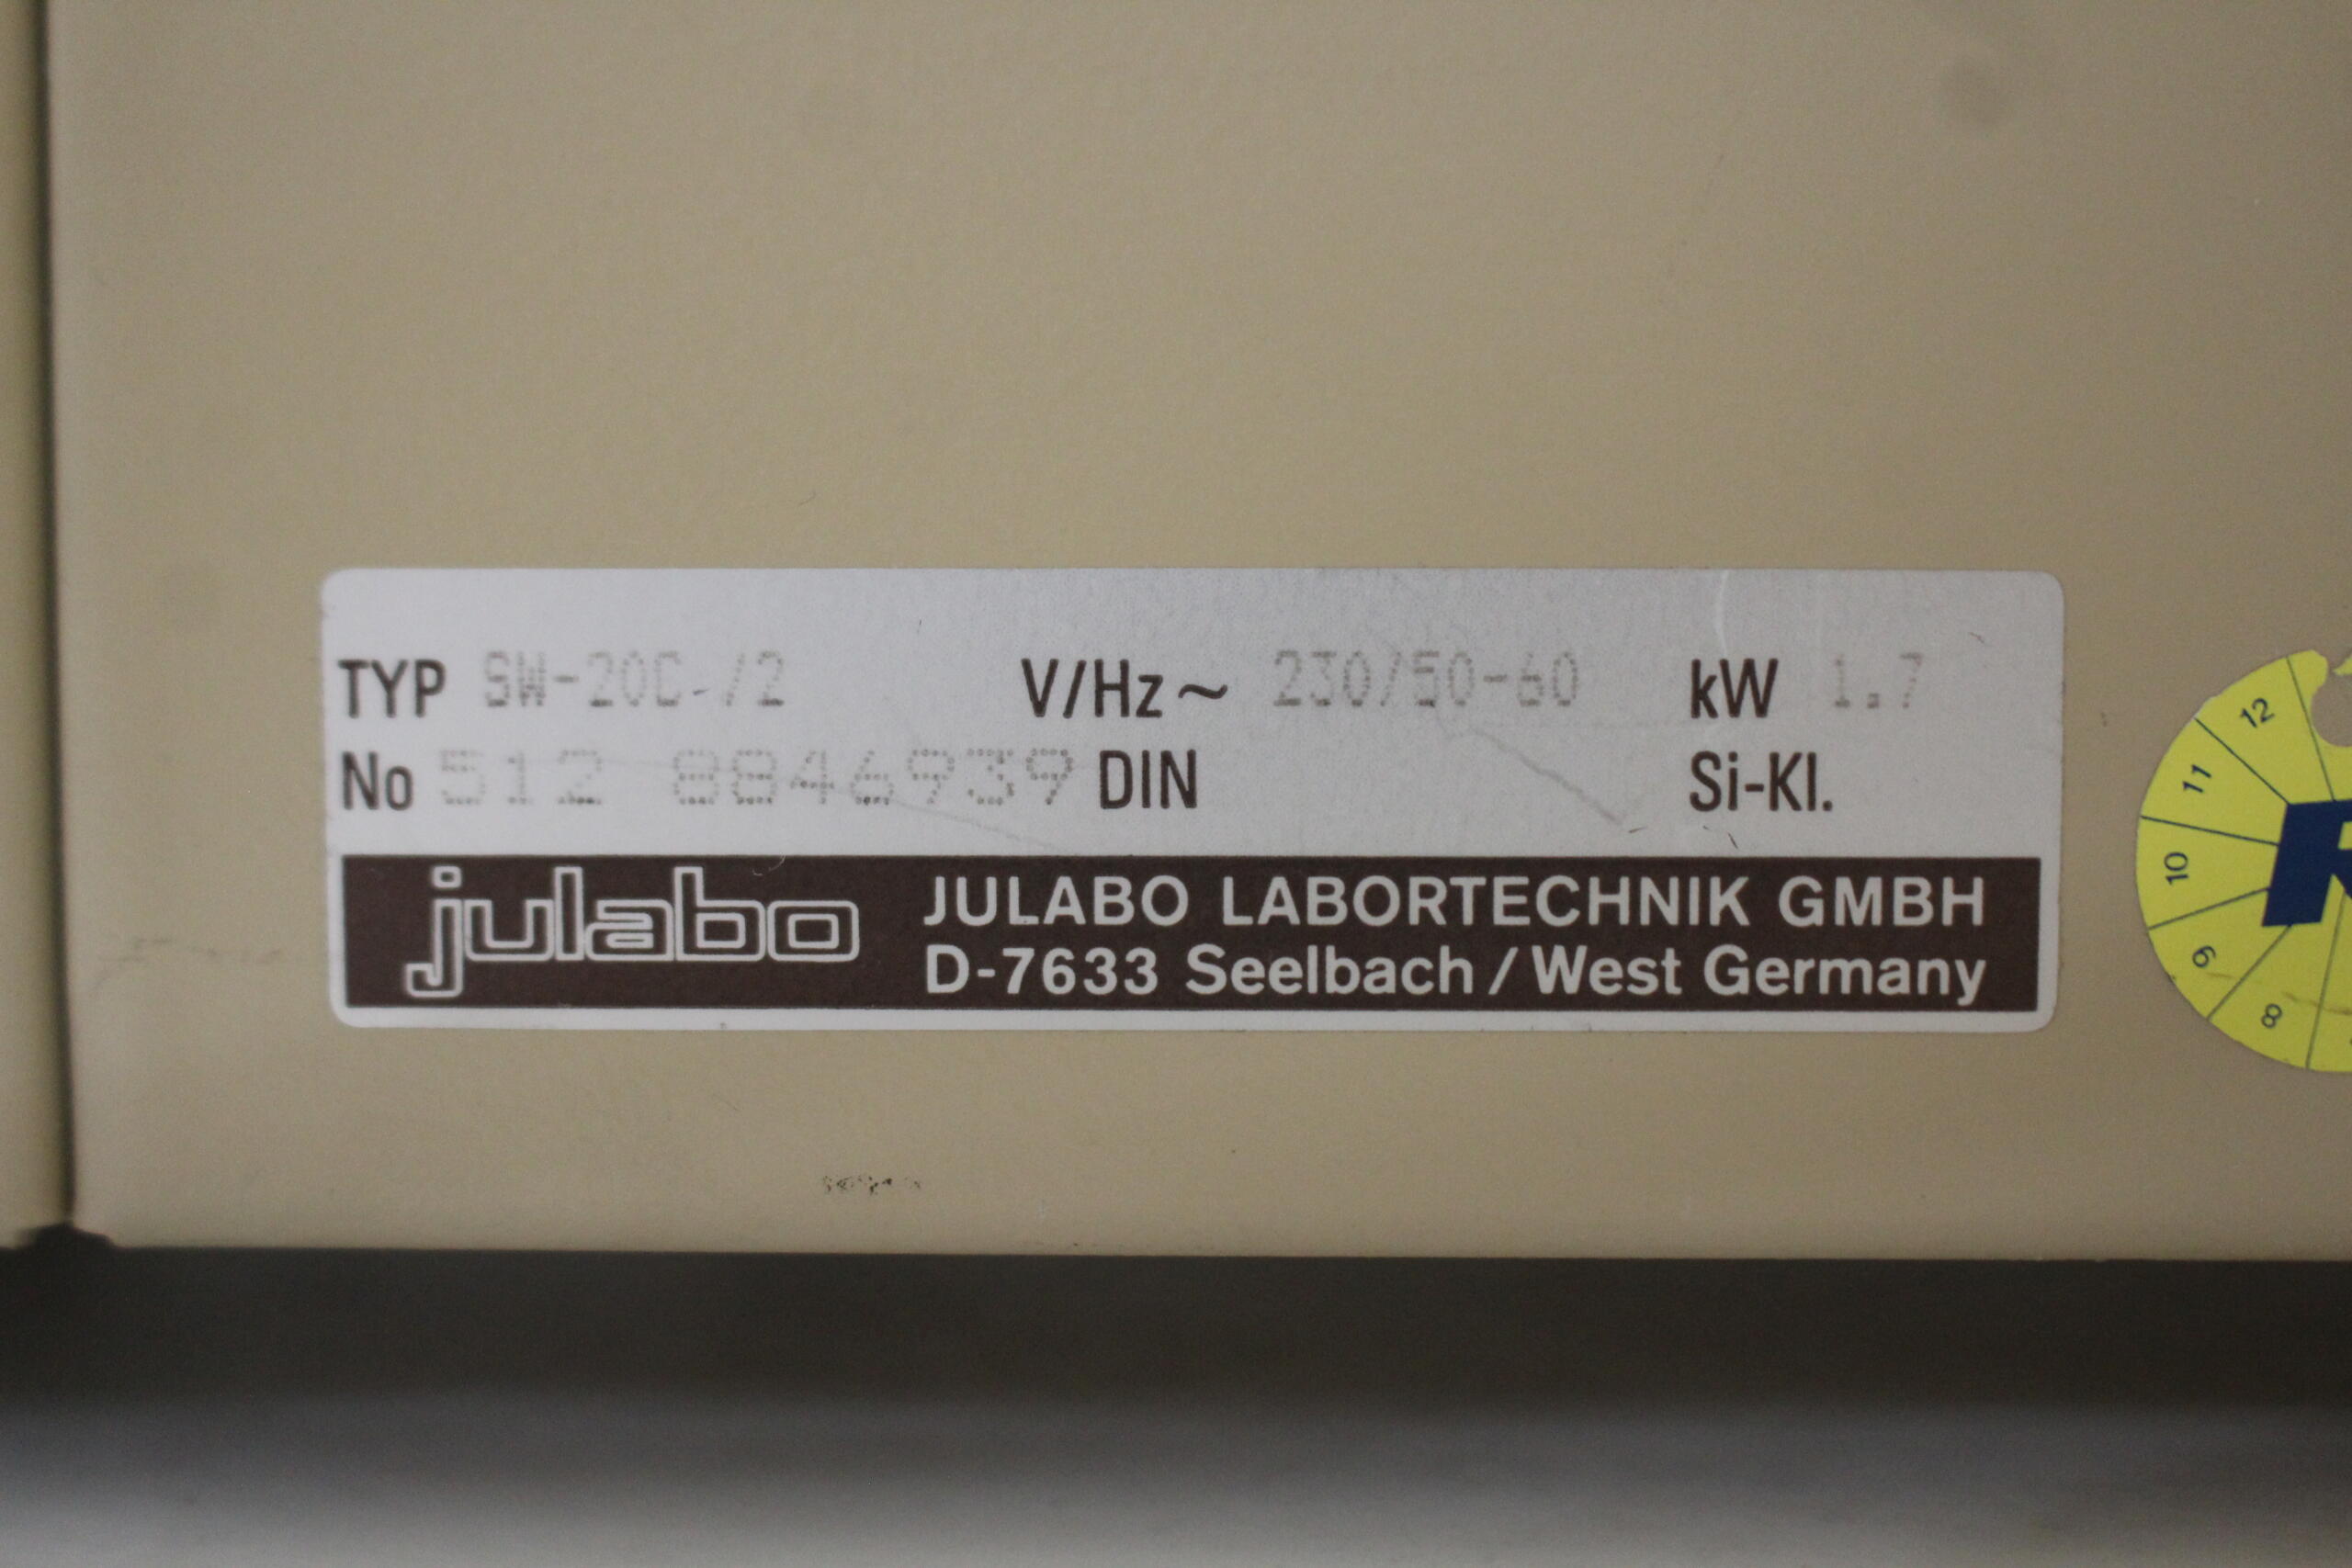 TYP SW-20C-/2 V/Hz~ 230/50-60 kW 1.7
No 512 8846939 DIN Si-Kl.
julabo
JULABO LABORTECHNIK GMBH
D-7633 Seelbach/West Germany
12
11
10
9
8
R